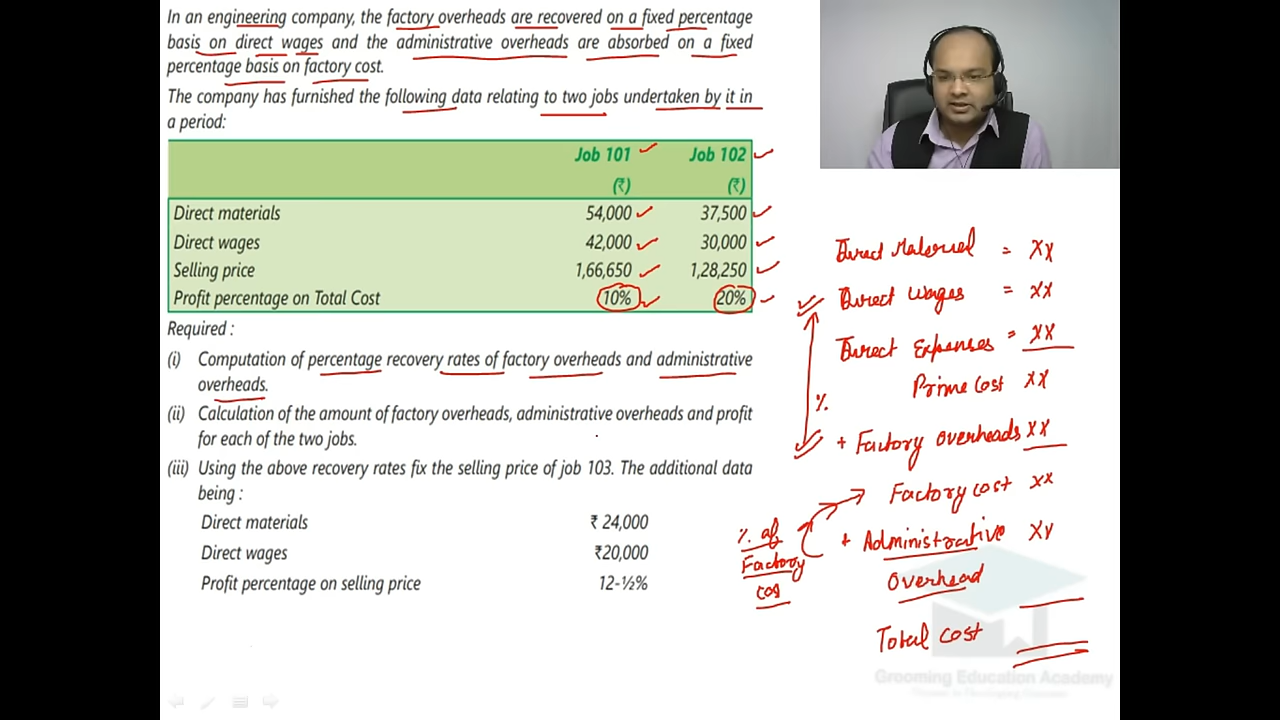 In an engineering company, the factory overheads are recovered on a fixed percentage
basis on direct wages and the administrative overheads are absorbed on a fixed
percentage basis on factory cost.
The company has furnished the following data relating to two jobs undertaken by it in
a period:
Job 101 Job 102
(₹) (₹)
Direct materials 54,000 37,500
Direct wages 42,000 30,000
Selling price 1,66,650 1,28,250
Profit percentage on Total Cost 10% 20%
Required :
(i) Computation of percentage recovery rates of factory overheads and administrative
overheads.
(ii) Calculation of the amount of factory overheads, administrative overheads and profit
for each of the two jobs.
(iii) Using the above recovery rates fix the selling price of job 103. The additional data
being :
Direct materials ₹ 24,000
Direct wages ₹20,000
Profit percentage on selling price 12-½%
Direct Material = XX
Direct Wages = XX
Direct Expenses = XX
Prime Cost XX
%
+ Factory Overheads XX
Factory Cost XX
% of
Factory
Cos
+ Administrative XX
Overhead
Total Cost
Grooming Education Academy